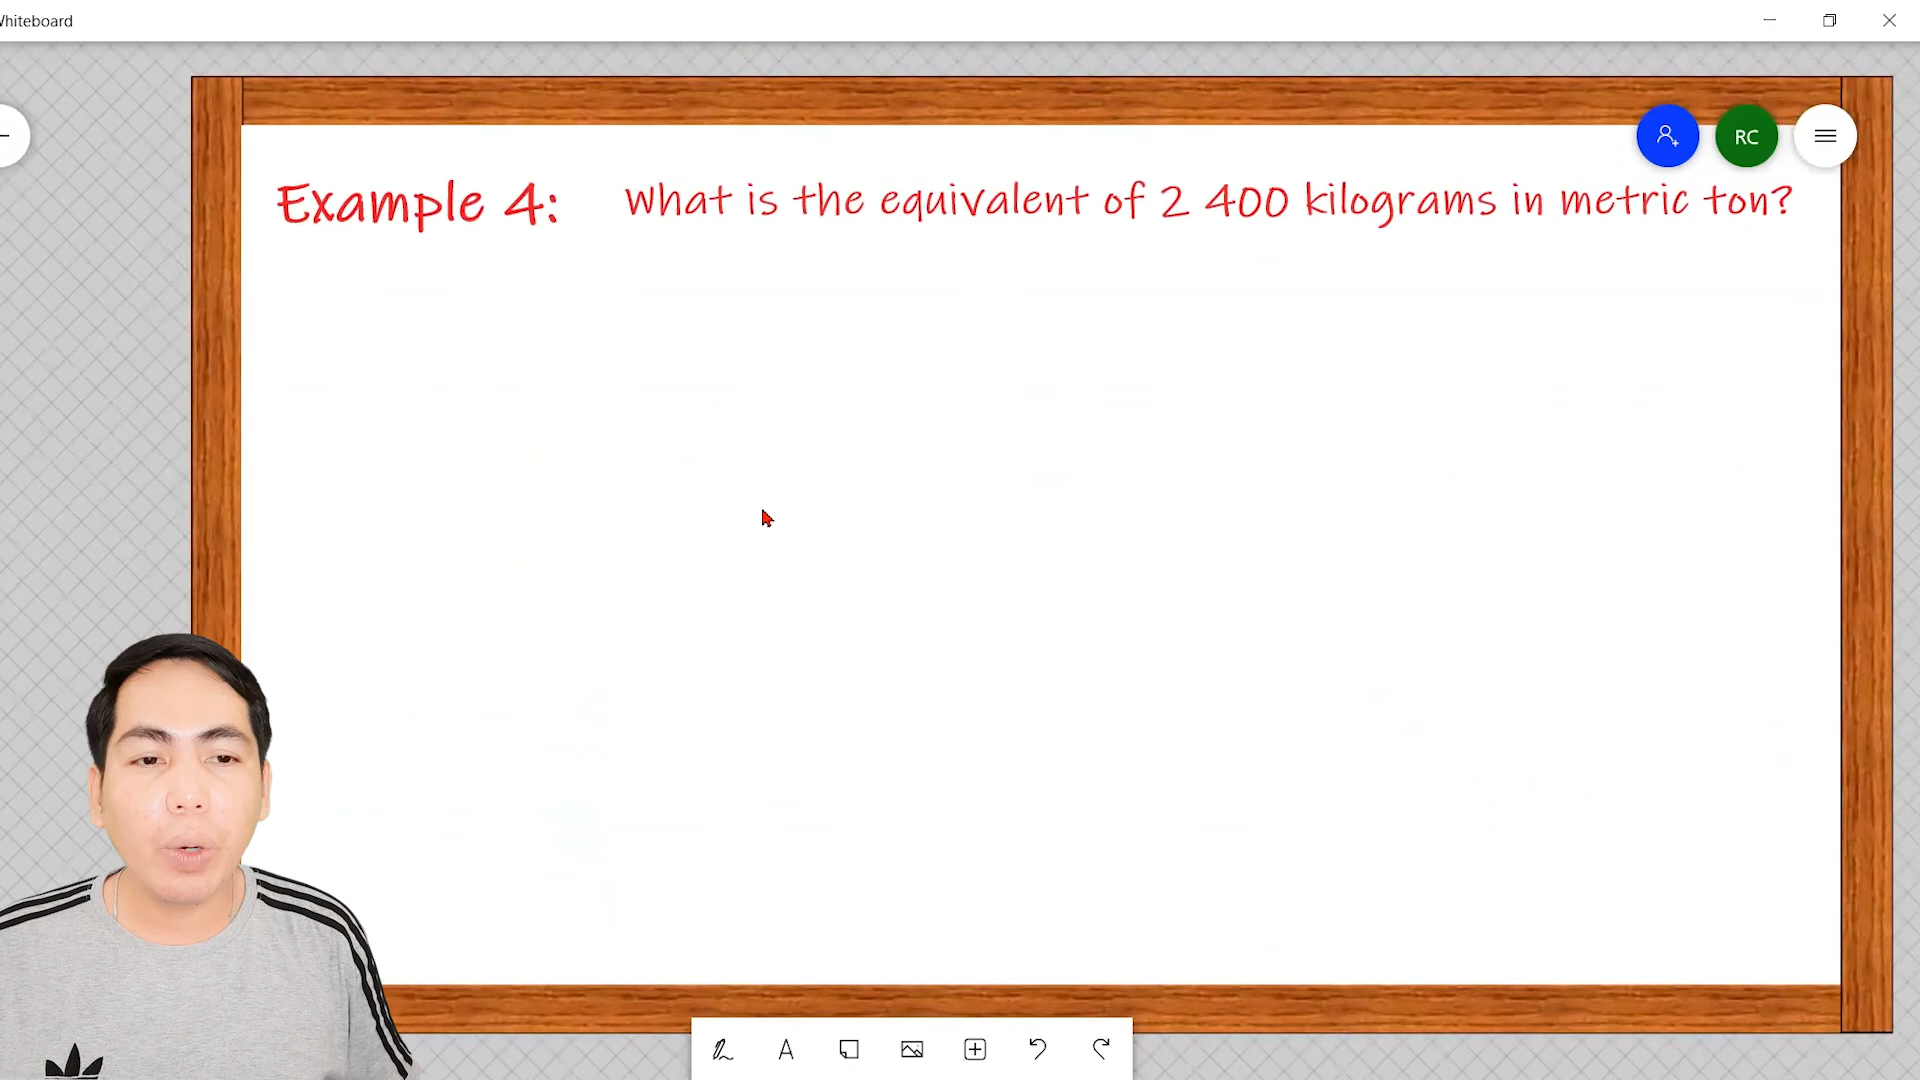 Whiteboard
RC
Example 4: What is the equivalent of 2 400 kilograms in metric ton?